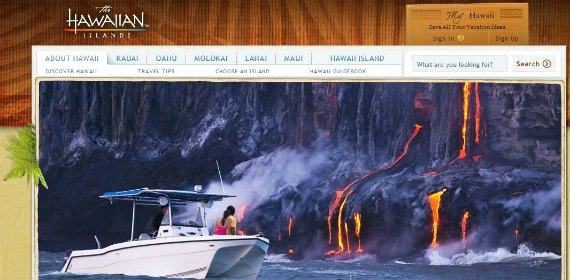 the
HAWAIIAN
ISLANDS
My Hawaii
Save All Your Vacation Ideas.
Sign In Sign Up
ABOUT HAWAII KAUAI OAHU MOLOKAI LANAI MAUI HAWAII ISLAND
What are you looking for? Search
DISCOVER HAWAII TRAVEL TIPS CHOOSE AN ISLAND HAWAII GUIDEBOOK